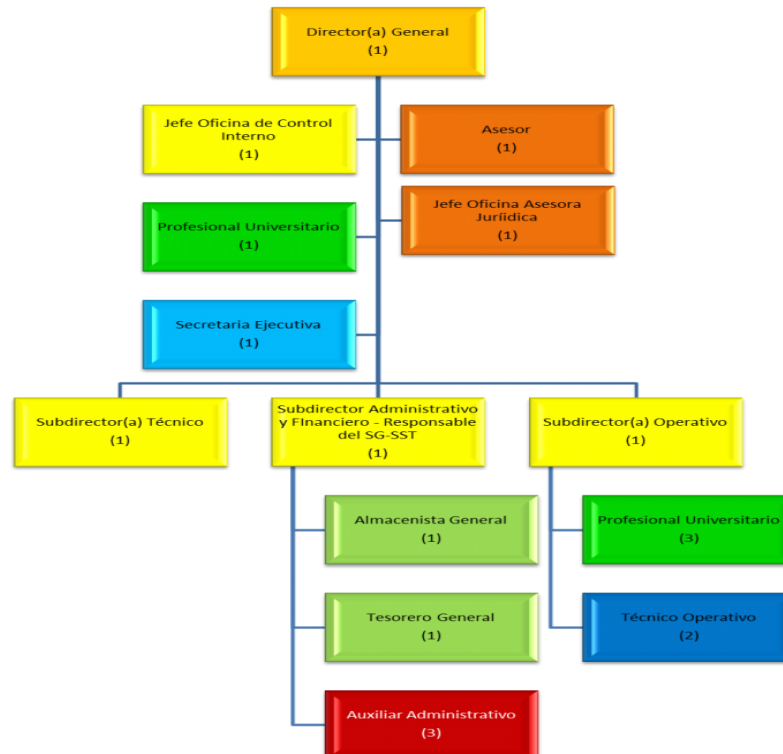 Director(a) General
(1)
Jefe Oficina de Control
Interno
(1)
Asesor
(1)
Profesional Universitario
(1)
Jefe Oficina Asesora
Juríidica
(1)
Secretaria Ejecutiva
(1)
Subdirector(a) Técnico
(1)
Subdirector Administrativo
y FInanciero - Responsable
del SG-SST
(1)
Subdirector(a) Operativo
(1)
Almacenista General
(1)
Profesional Universitario
(3)
Tesorero General
(1)
Técnico Operativo
(2)
Auxiliar Administrativo
(3)